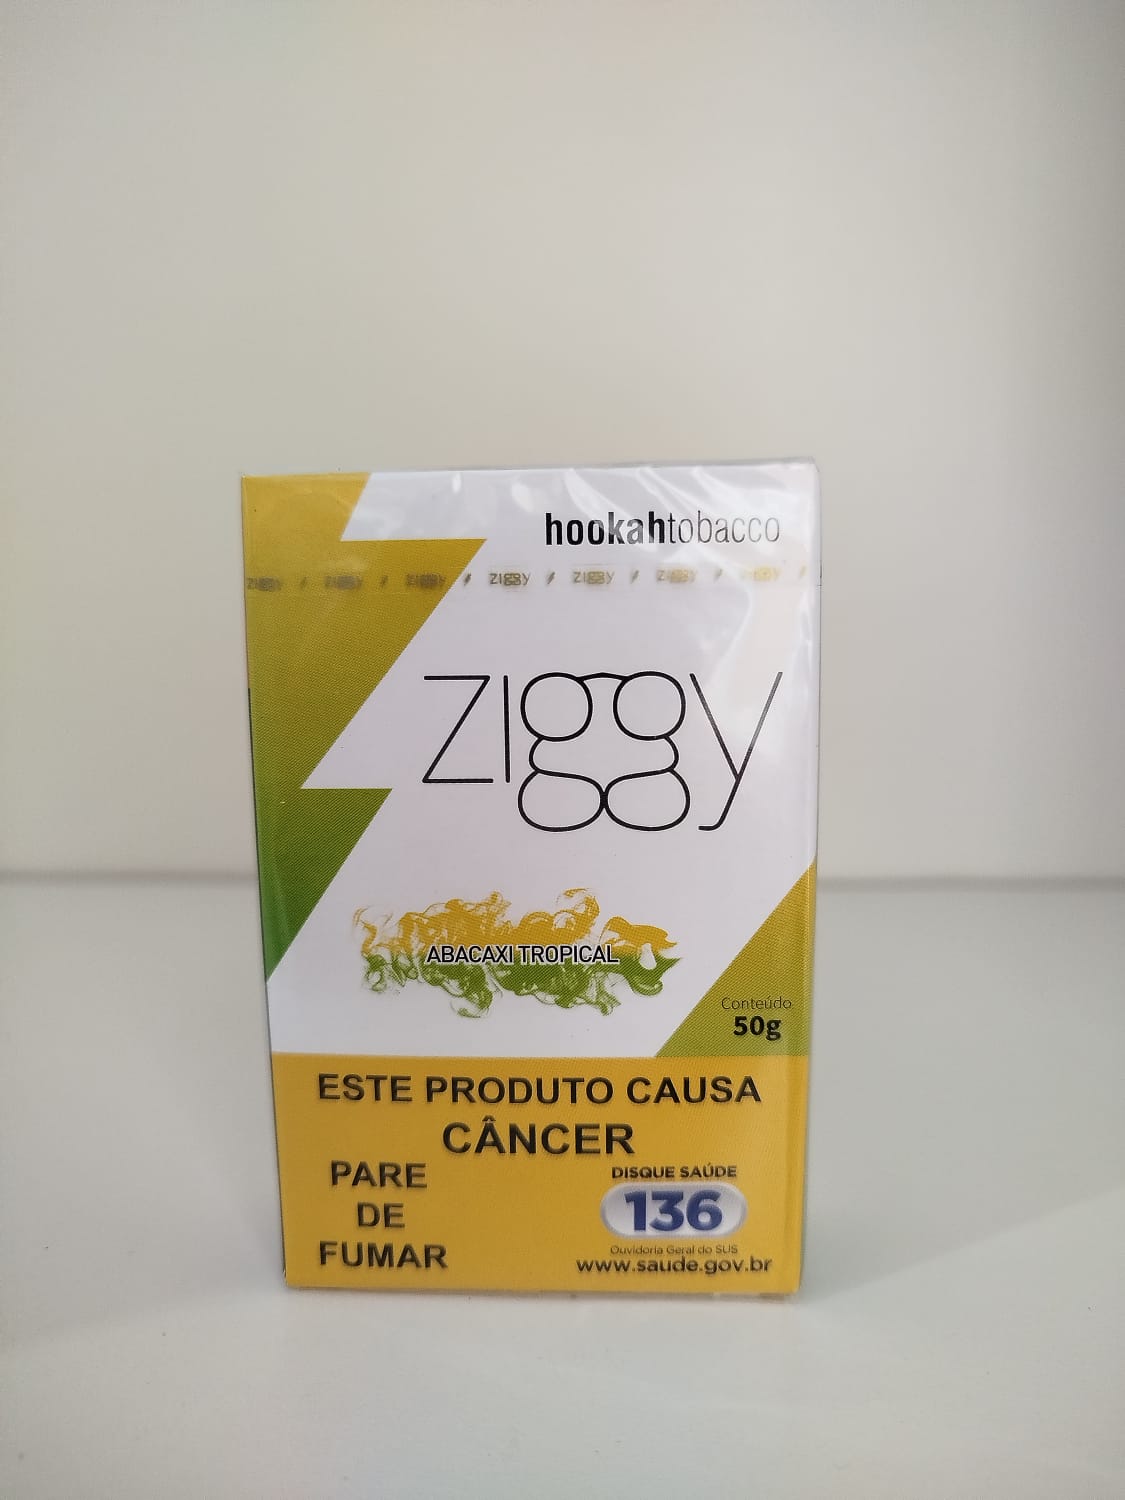 hookahtobacco
ZIGGY ZIGGY ZIGGY ZIGGY ZIGGY ZIGGY ZIGGY
ziggy
ABACAXI TROPICAL
Conteúdo
50g
ESTE PRODUTO CAUSA
CÂNCER
PARE
DE
FUMAR
DISQUE SAÚDE
136
Ouvidoria Geral do SUS
www.saude.gov.br